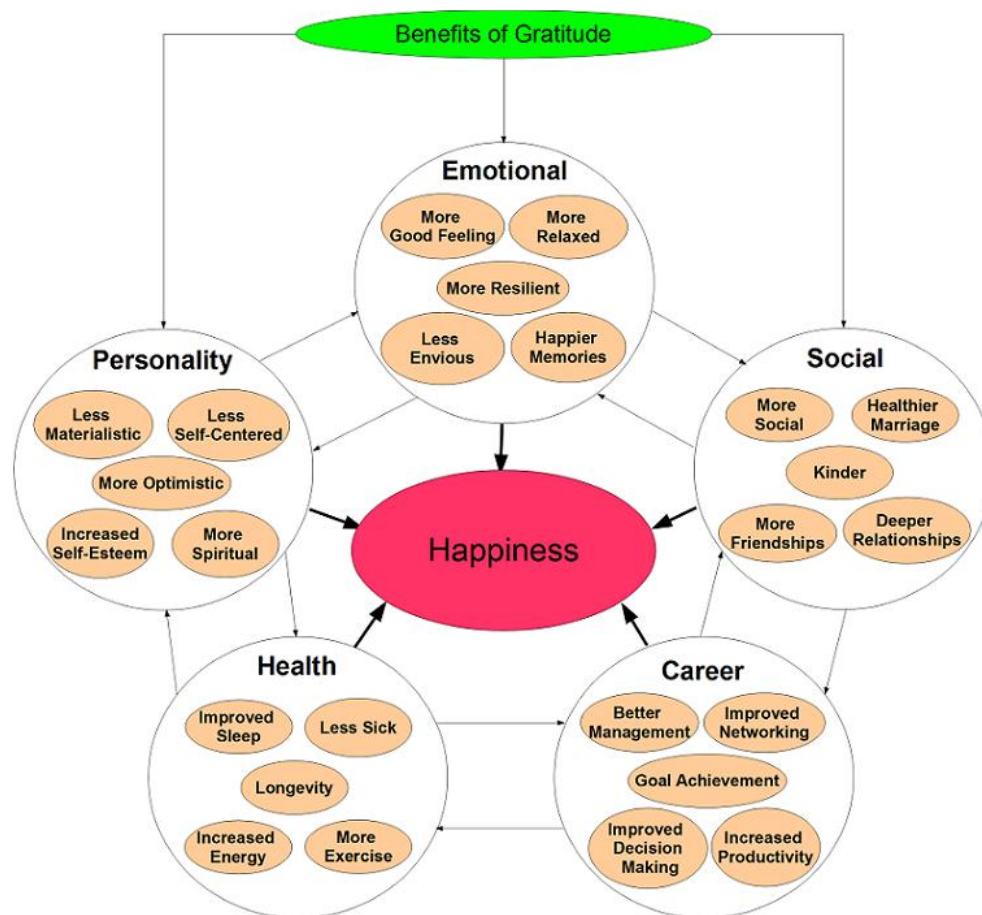 Benefits of Gratitude
Emotional
More
Good Feeling
More
Relaxed
More Resilient
Less
Envious
Happier
Memories
Personality
Less
Materialistic
Less
Self-Centered
More Optimistic
Increased
Self-Esteem
More
Spiritual
Social
More
Social
Healthier
Marriage
Kinder
More
Friendships
Deeper
Relationships
Happiness
Health
Improved
Sleep
Less Sick
Longevity
Increased
Energy
More
Exercise
Career
Better
Management
Improved
Networking
Goal Achievement
Improved
Decision
Making
Increased
Productivity